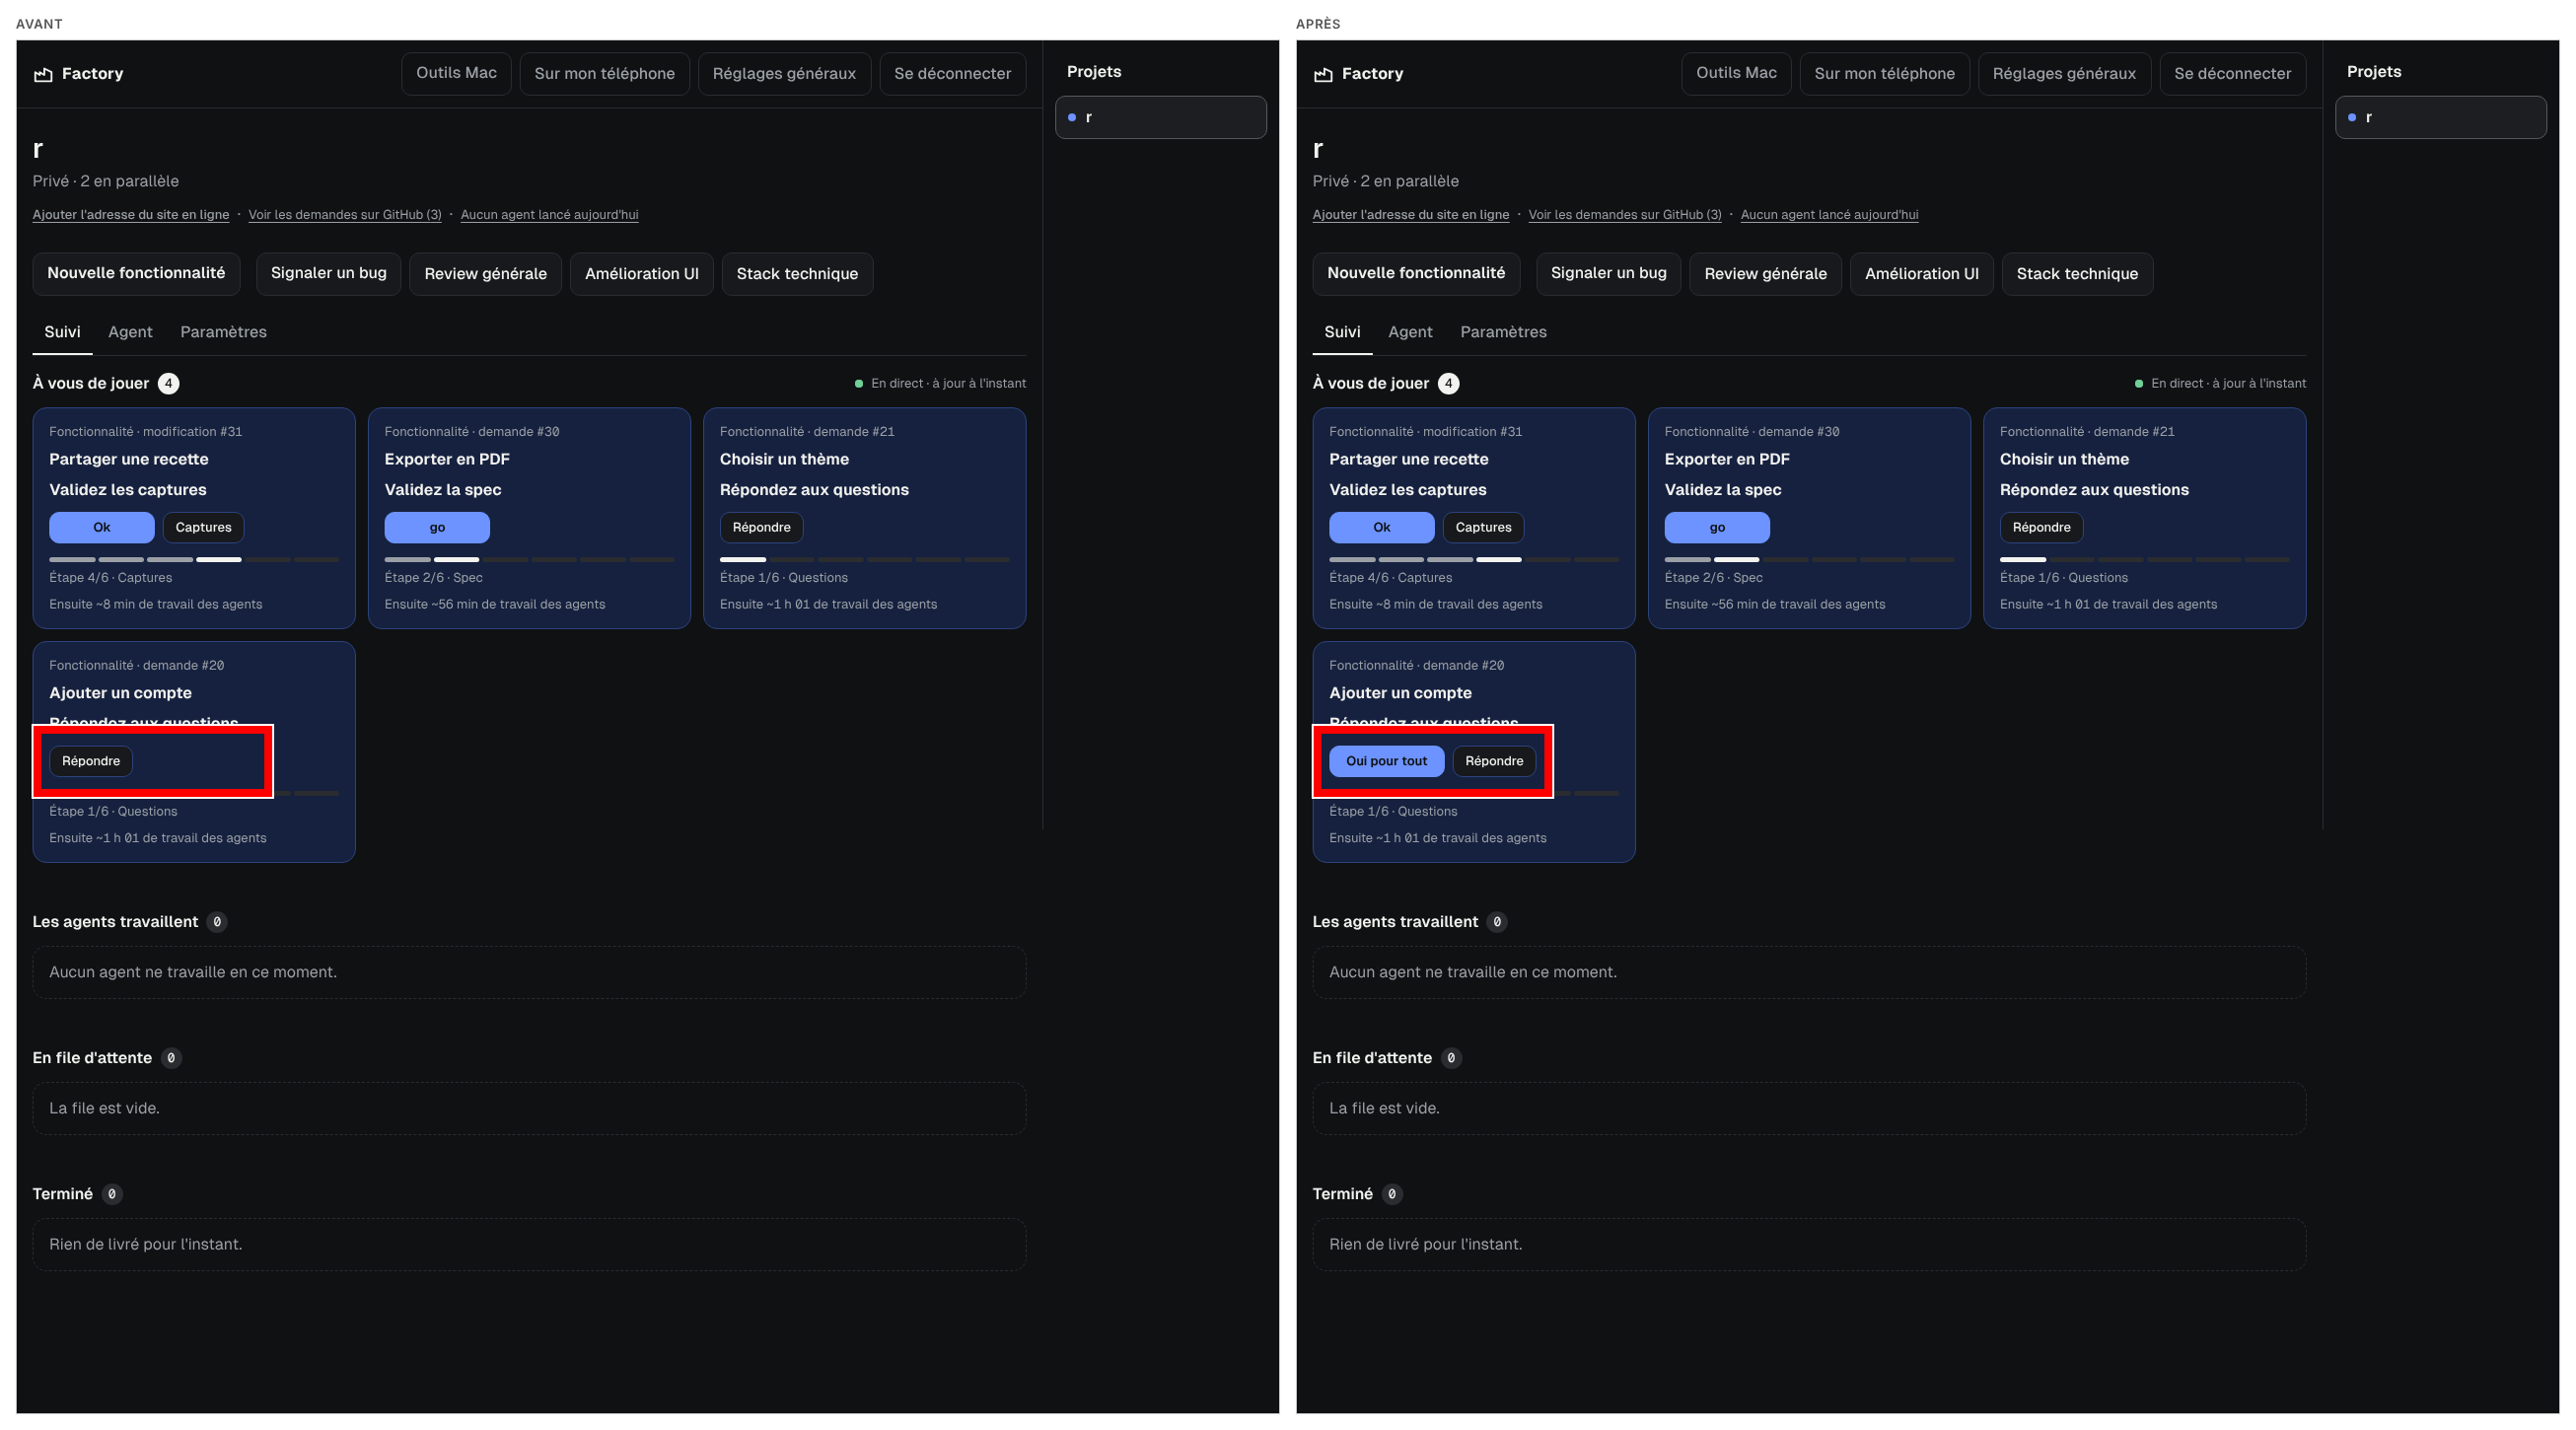 AVANT
Factory
Outils Mac
Sur mon téléphone
Réglages généraux
Se déconnecter
Projets
r
r
Privé · 2 en parallèle
Ajouter l'adresse du site en ligne · Voir les demandes sur GitHub (3) · Aucun agent lancé aujourd'hui
Nouvelle fonctionnalité
Signaler un bug
Review générale
Amélioration UI
Stack technique
Suivi
Agent
Paramètres
À vous de jouer 4
En direct · à jour à l'instant
Fonctionnalité · modification #31
Partager une recette
Validez les captures
Ok
Captures
Étape 4/6 · Captures
Ensuite ~8 min de travail des agents
Fonctionnalité · demande #30
Exporter en PDF
Validez la spec
go
Étape 2/6 · Spec
Ensuite ~56 min de travail des agents
Fonctionnalité · demande #21
Choisir un thème
Répondez aux questions
Répondre
Étape 1/6 · Questions
Ensuite ~1 h 01 de travail des agents
Fonctionnalité · demande #20
Ajouter un compte
Répondez aux questions
Répondre
Étape 1/6 · Questions
Ensuite ~1 h 01 de travail des agents
Les agents travaillent 0
Aucun agent ne travaille en ce moment.
En file d'attente 0
La file est vide.
Terminé 0
Rien de livré pour l'instant.
APRÈS
Factory
Outils Mac
Sur mon téléphone
Réglages généraux
Se déconnecter
Projets
r
r
Privé · 2 en parallèle
Ajouter l'adresse du site en ligne · Voir les demandes sur GitHub (3) · Aucun agent lancé aujourd'hui
Nouvelle fonctionnalité
Signaler un bug
Review générale
Amélioration UI
Stack technique
Suivi
Agent
Paramètres
À vous de jouer 4
En direct · à jour à l'instant
Fonctionnalité · modification #31
Partager une recette
Validez les captures
Ok
Captures
Étape 4/6 · Captures
Ensuite ~8 min de travail des agents
Fonctionnalité · demande #30
Exporter en PDF
Validez la spec
go
Étape 2/6 · Spec
Ensuite ~56 min de travail des agents
Fonctionnalité · demande #21
Choisir un thème
Répondez aux questions
Répondre
Étape 1/6 · Questions
Ensuite ~1 h 01 de travail des agents
Fonctionnalité · demande #20
Ajouter un compte
Répondez aux questions
Oui pour tout
Répondre
Étape 1/6 · Questions
Ensuite ~1 h 01 de travail des agents
Les agents travaillent 0
Aucun agent ne travaille en ce moment.
En file d'attente 0
La file est vide.
Terminé 0
Rien de livré pour l'instant.